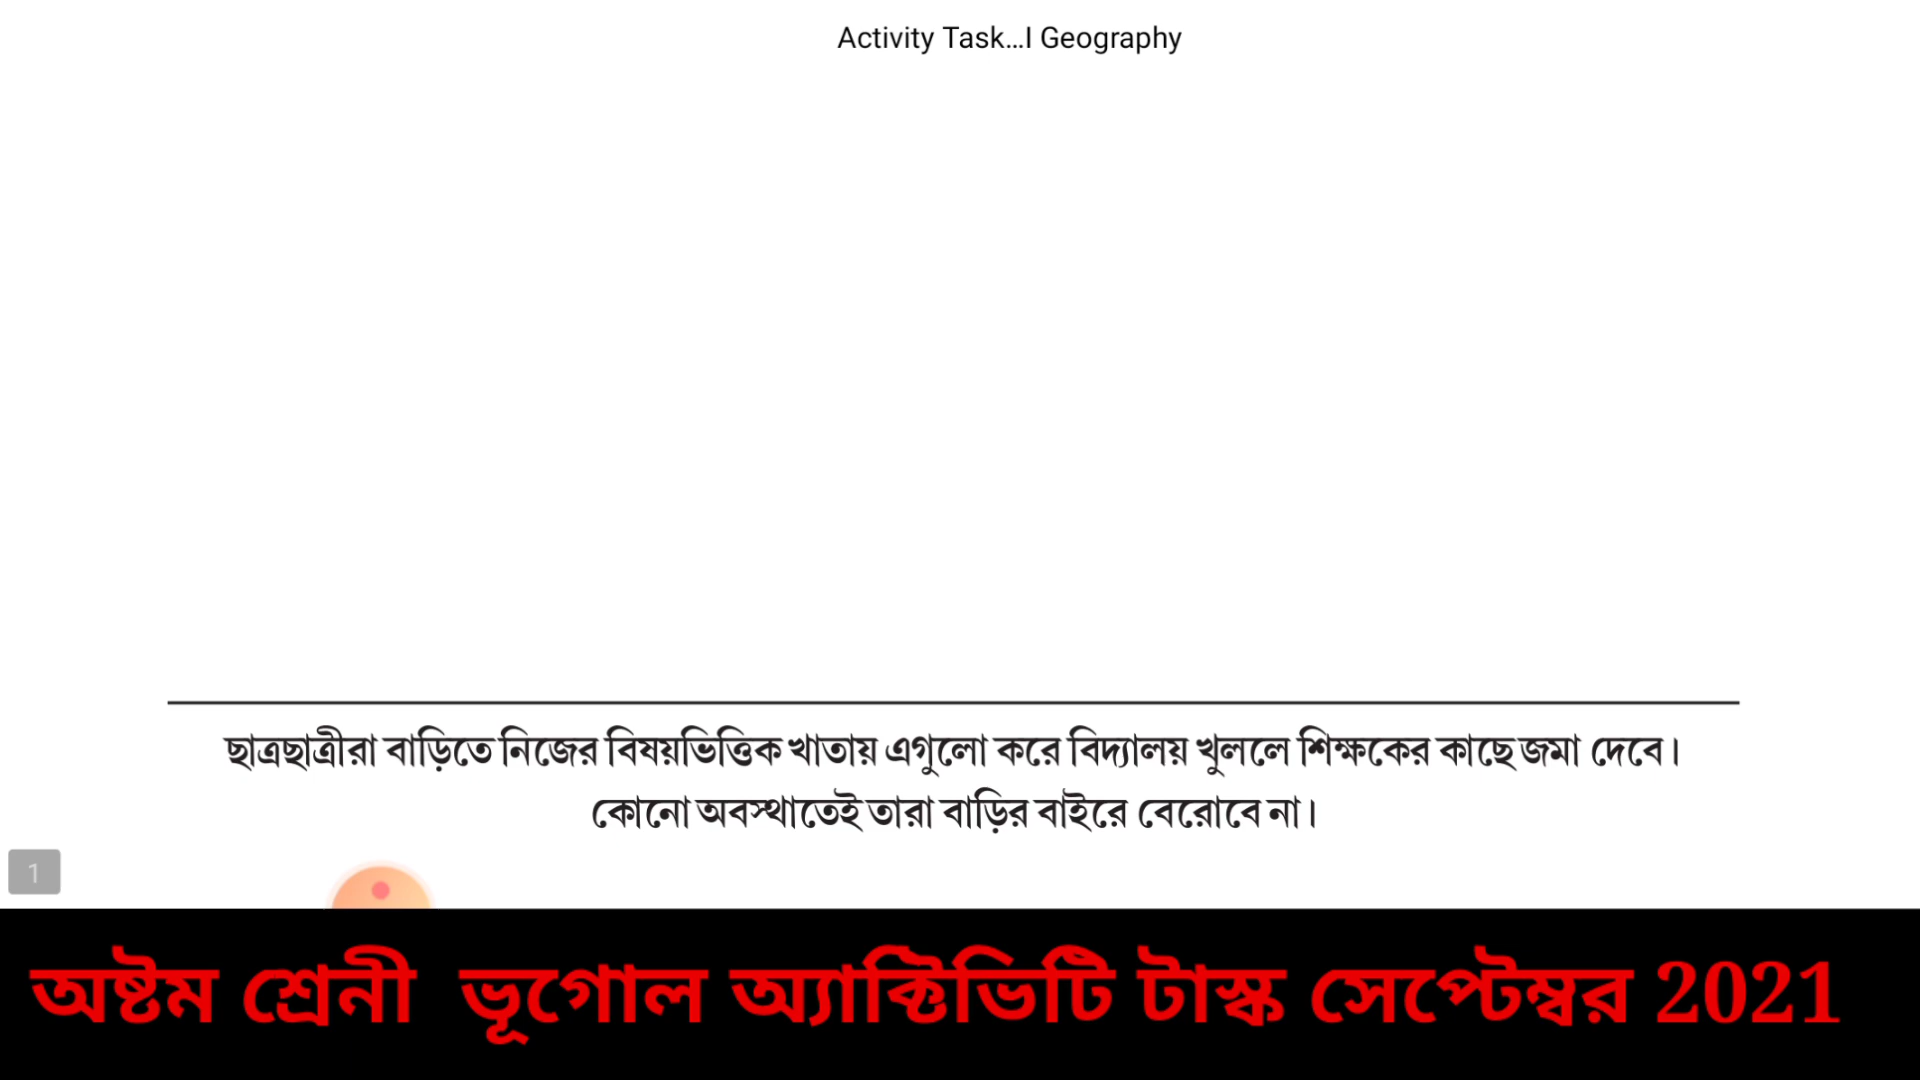 Activity Task...I Geography
ছাত্রছাত্রীরা বাড়িতে নিজের বিষয়ভিত্তিক খাতায় এগুলো করে বিদ্যালয় খুললে শিক্ষকের কাছে জমা দেবে।
কোনো অবস্থাতেই তারা বাড়ির বাইরে বেরোবে না।
1
অষ্টম শ্রেনী ভূগোল অ্যাক্টিভিটি টাস্ক সেপ্টেম্বর 2021